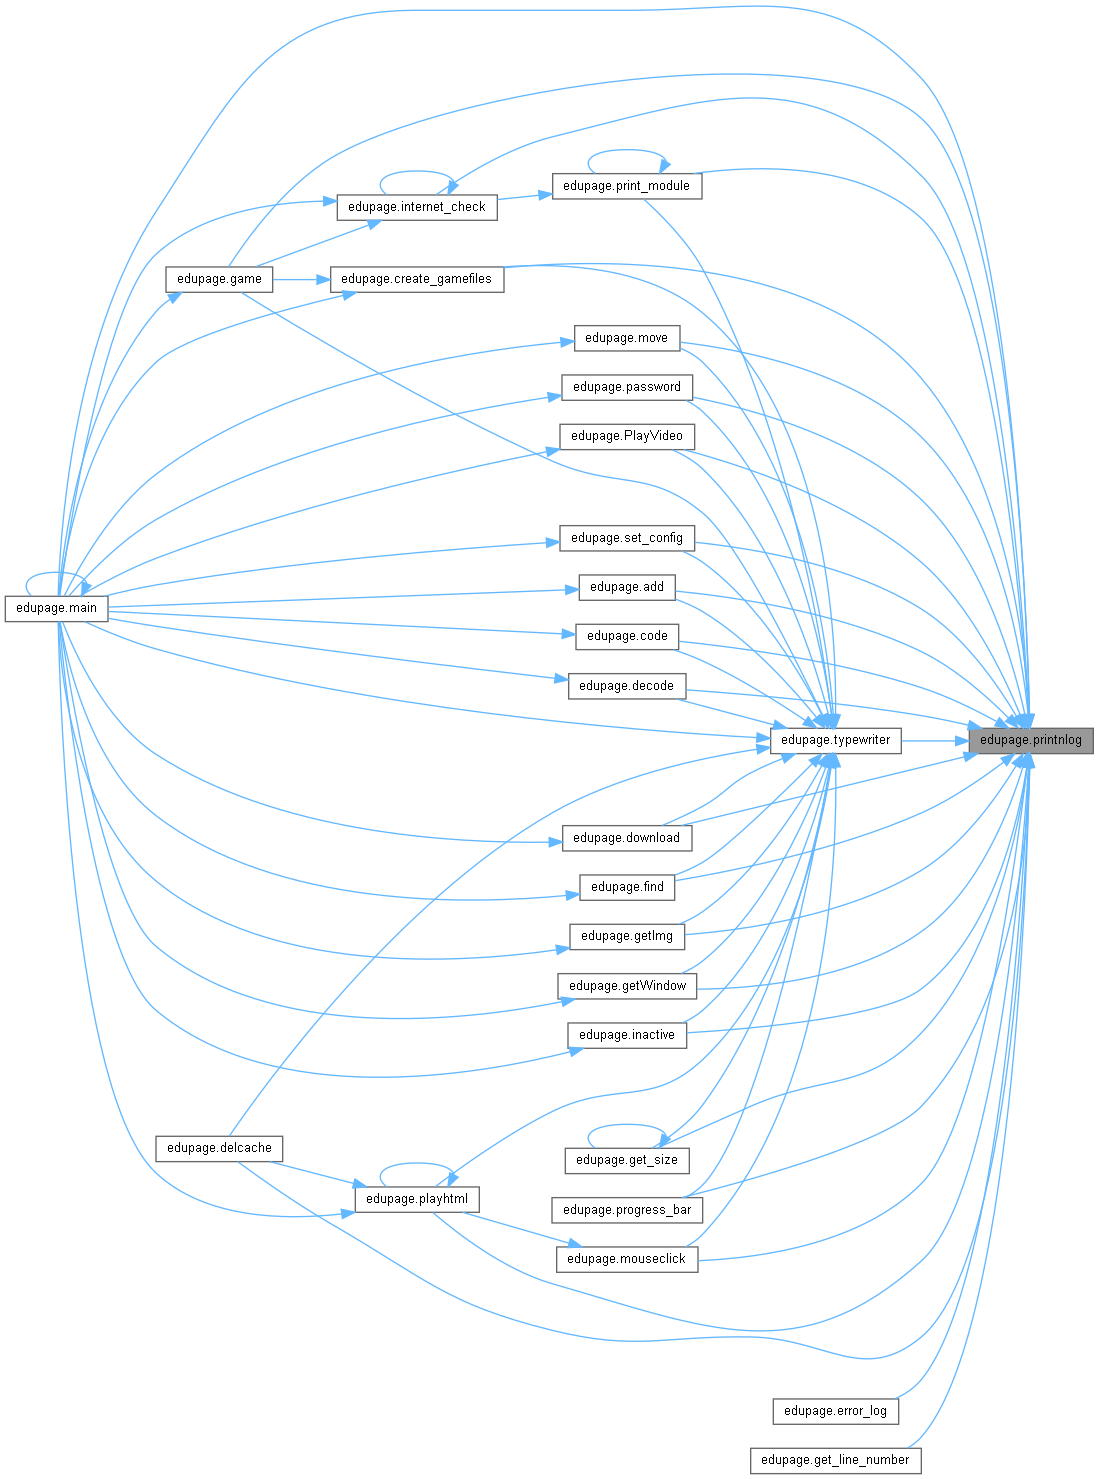 edupage.print_module
edupage.internet_check
edupage.game
edupage.create_gamefiles
edupage.move
edupage.password
edupage.PlayVideo
edupage.set_config
edupage.add
edupage.main
edupage.code
edupage.decode
edupage.typewriter
edupage.printnlog
edupage.download
edupage.find
edupage.getImg
edupage.getWindow
edupage.inactive
edupage.delcache
edupage.get_size
edupage.playhtml
edupage.progress_bar
edupage.mouseclick
edupage.error_log
edupage.get_line_number